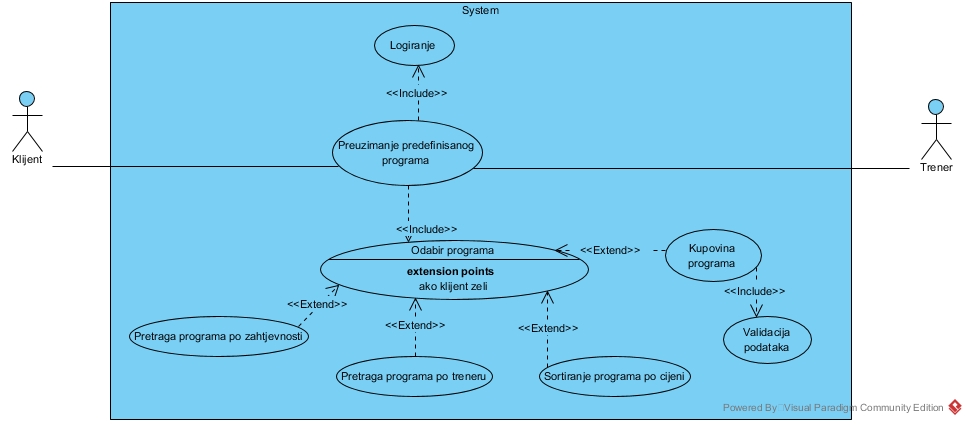 System
Logiranje
<<Include>>
Preuzimanje predefinisanog
programa
Klijent
Trener
<<Include>>
Odabir programa
extension points
ako klijent zeli
<<Extend>>
Kupovina
programa
<<Include>>
Validacija
podataka
<<Extend>>
Pretraga programa po zahtjevnosti
<<Extend>>
Pretraga programa po treneru
<<Extend>>
Sortiranje programa po cijeni
Powered By Visual Paradigm Community Edition